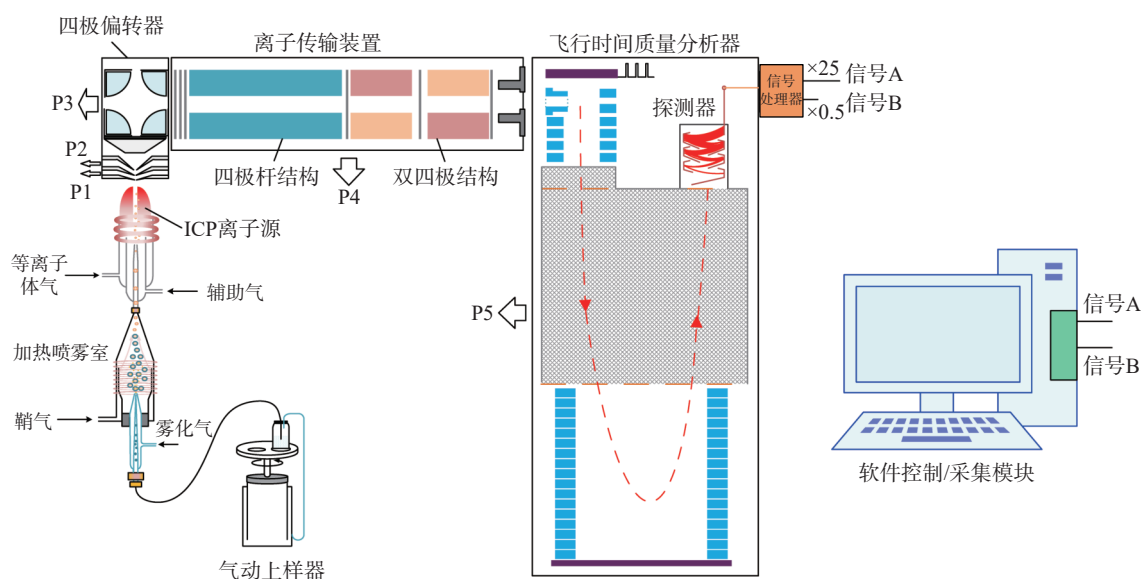 四极偏转器
离子传输装置
飞行时间质量分析器
P3
P2
P1
四极杆结构
P4
双四极结构
探测器
信号
处理器
×25
信号A
信号B
×0.5
ICP离子源
等离子
体气
辅助气
P5
加热喷雾室
鞘气
雾化气
气动上样器
信号A
信号B
软件控制/采集模块